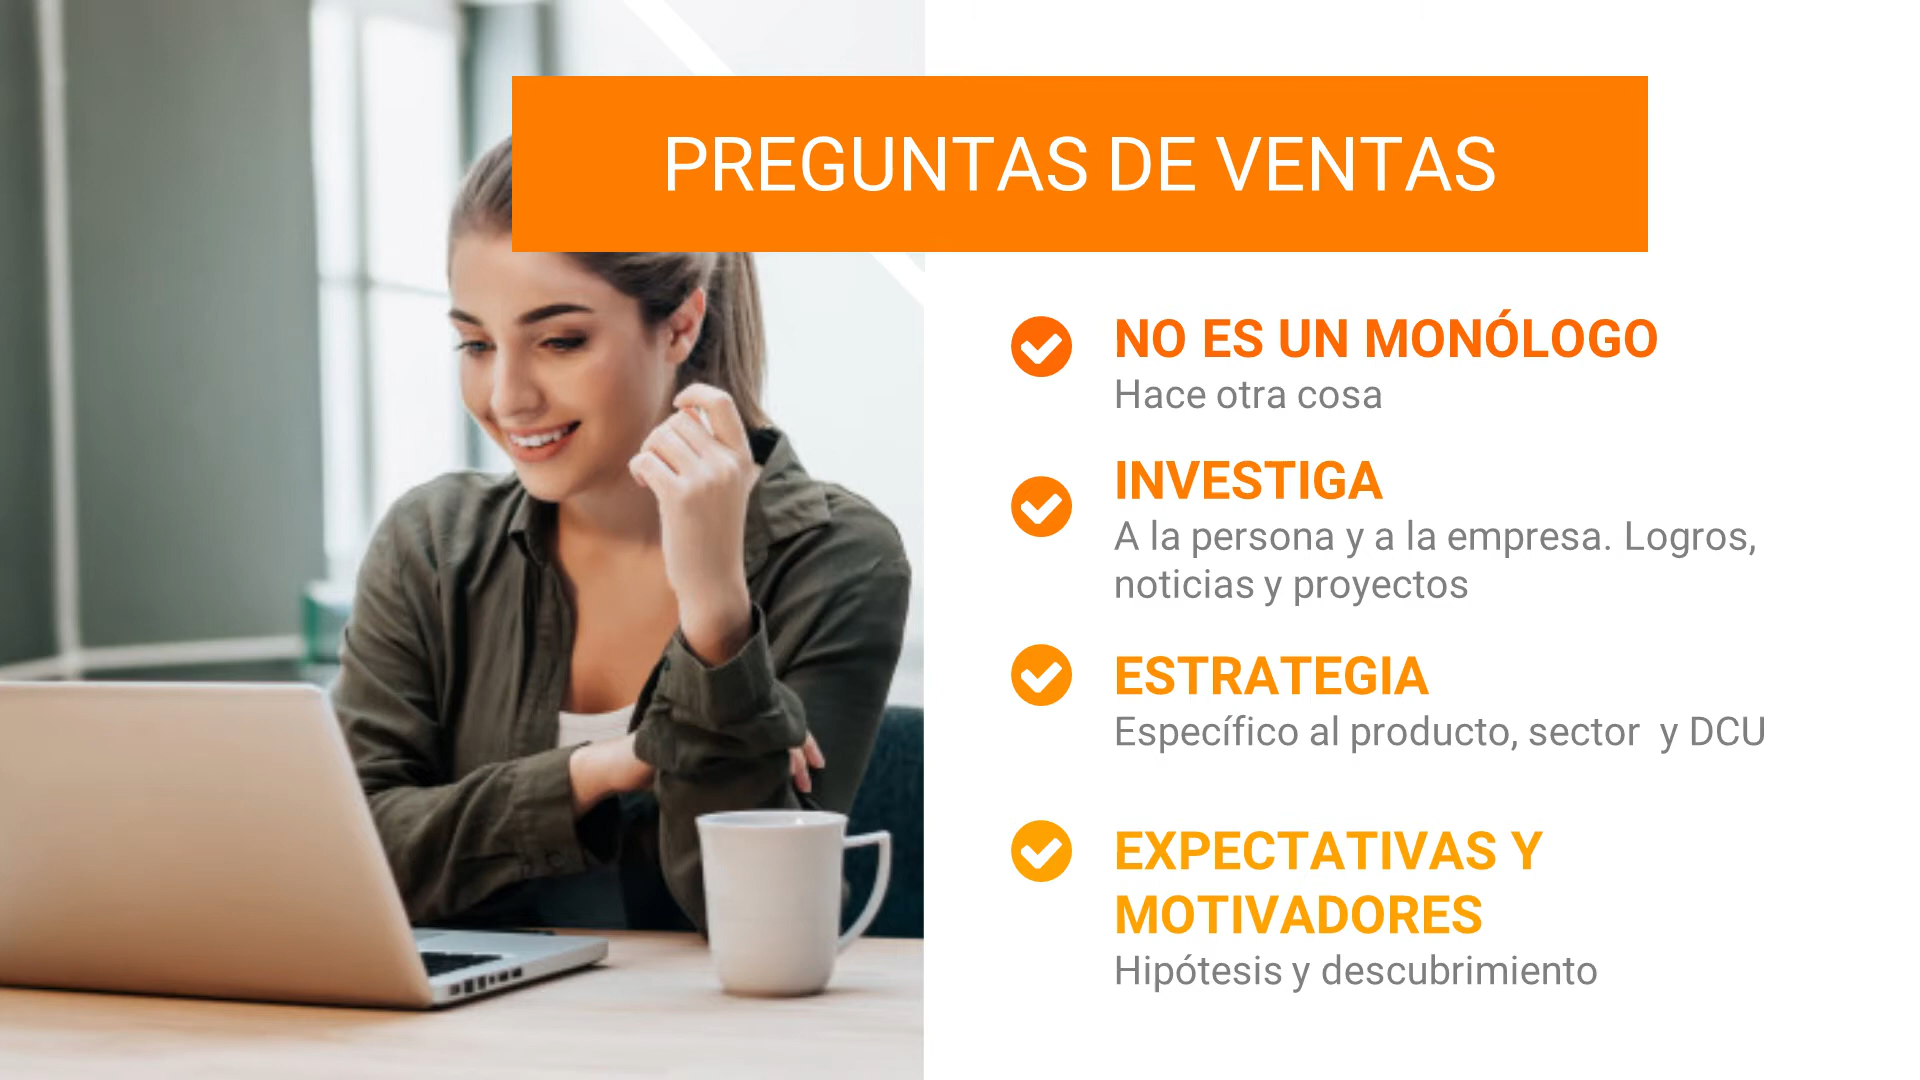 PREGUNTAS DE VENTAS
NO ES UN MONÓLOGO
Hace otra cosa
INVESTIGA
A la persona y a la empresa. Logros,
noticias y proyectos
ESTRATEGIA
Específico al producto, sector  y DCU
EXPECTATIVAS Y
MOTIVADORES
Hipótesis y descubrimiento